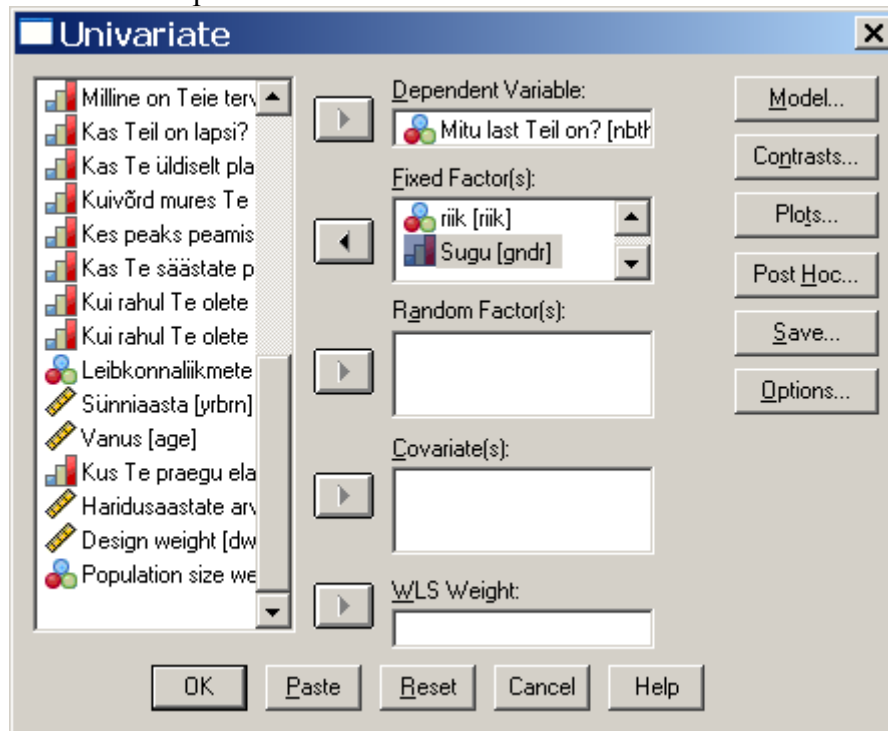 Univariate
Milline on Teie terv
Kas Teil on lapsi?
Kas Te üldiselt pla
Kuivõrd mures Te
Kes peaks peamis
Kas Te säästate p
Kui rahul Te olete
Kui rahul Te olete
Leibkonnaliikmete
Sünniaasta [yrbrn]
Vanus [age]
Kus Te praegu ela
Haridusaastate arv
Design weight [dw
Population size we
Dependent Variable:
Mitu last Teil on? [nbth
Fixed Factor(s):
riik [riik]
Sugu [gndr]
Random Factor(s):
Covariate(s):
WLS Weight:
Model...
Contrasts...
Plots...
Post Hoc...
Save...
Options...
OK
Paste
Reset
Cancel
Help